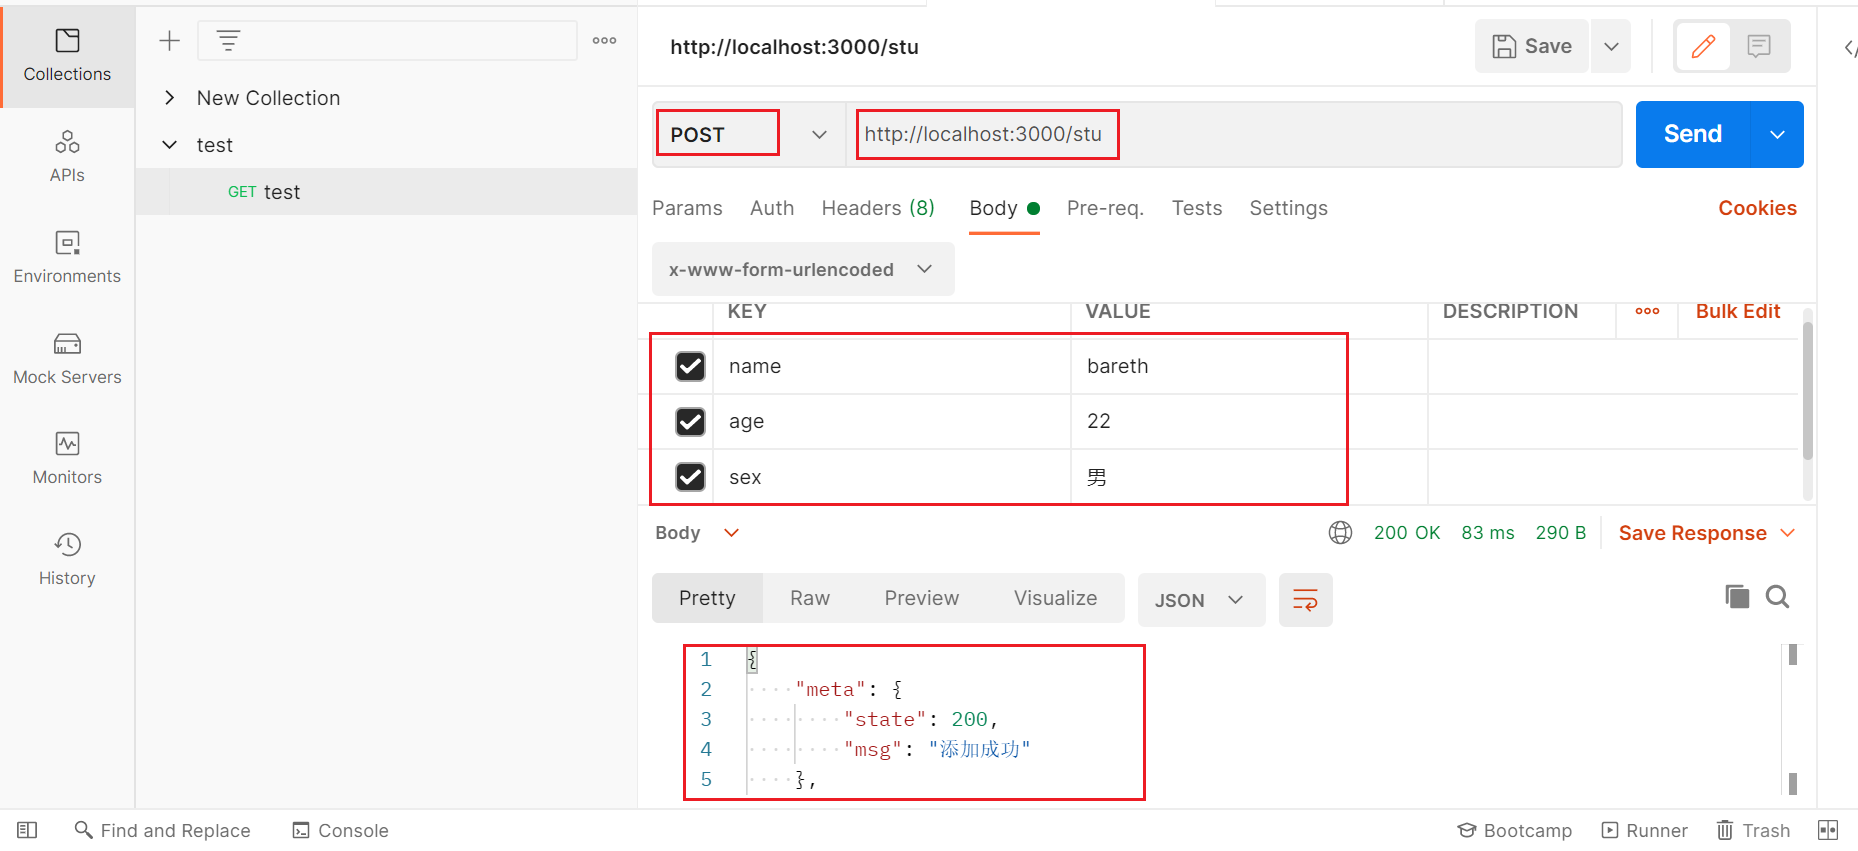 Collections
APIs
Environments
Mock Servers
Monitors
History
New Collection
test
GET test
http://localhost:3000/stu
Save
POST
http://localhost:3000/stu
Send
Params Auth Headers (8) Body Pre-req. Tests Settings Cookies
x-www-form-urlencoded
KEY VALUE DESCRIPTION Bulk Edit
name bareth
age 22
sex 男
Body 200 OK 83 ms 290 B Save Response
Pretty Raw Preview Visualize JSON
1 {
2 "meta": {
3 "state": 200,
4 "msg": "添加成功"
5 },
Find and Replace Console Bootcamp Runner Trash